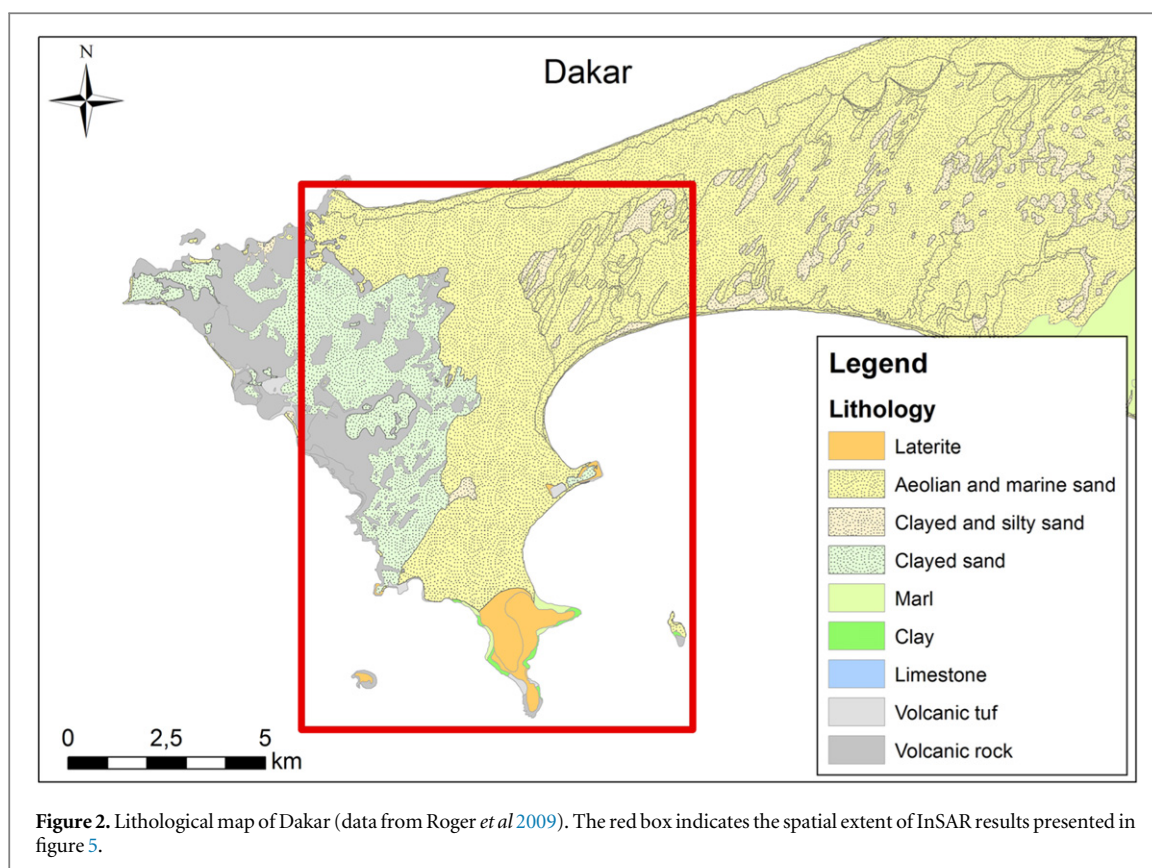 N
Dakar
Legend
Lithology
Laterite
Aeolian and marine sand
Clayed and silty sand
Clayed sand
Marl
Clay
Limestone
Volcanic tuf
Volcanic rock
0 2,5 5
km
Figure 2. Lithological map of Dakar (data from Roger et al 2009). The red box indicates the spatial extent of InSAR results presented in
figure 5.